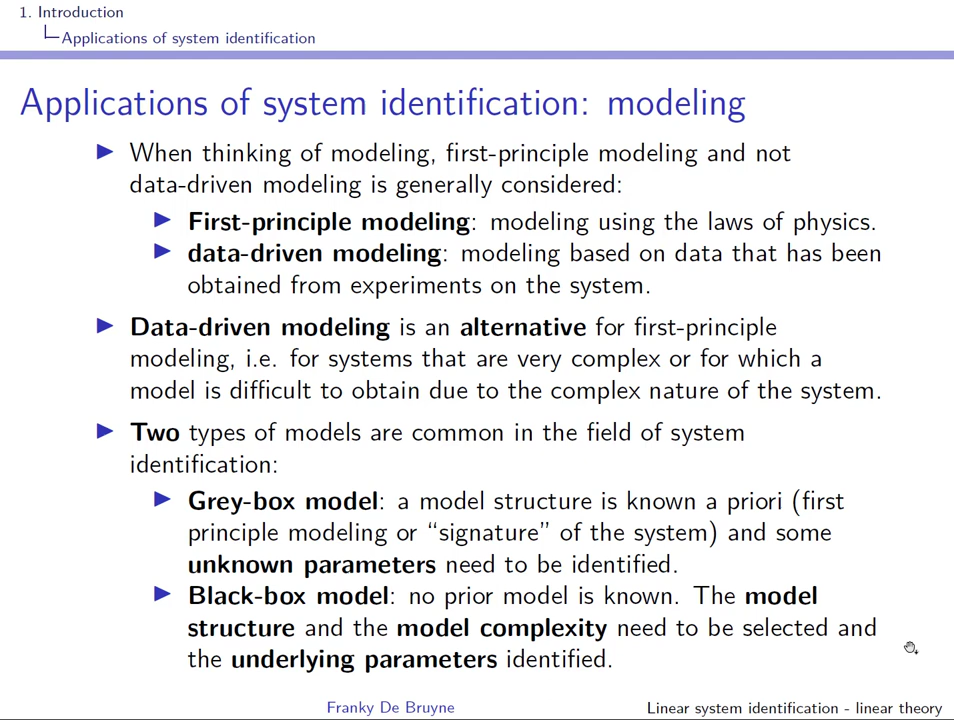 1. Introduction
Applications of system identification
Applications of system identification: modeling
When thinking of modeling, first-principle modeling and not
data-driven modeling is generally considered:
First-principle modeling: modeling using the laws of physics.
data-driven modeling: modeling based on data that has been
obtained from experiments on the system.
Data-driven modeling is an alternative for first-principle
modeling, i.e. for systems that are very complex or for which a
model is difficult to obtain due to the complex nature of the system.
Two types of models are common in the field of system
identification:
Grey-box model: a model structure is known a priori (first
principle modeling or “signature” of the system) and some
unknown parameters need to be identified.
Black-box model: no prior model is known. The model
structure and the model complexity need to be selected and
the underlying parameters identified.
Franky De Bruyne
Linear system identification - linear theory